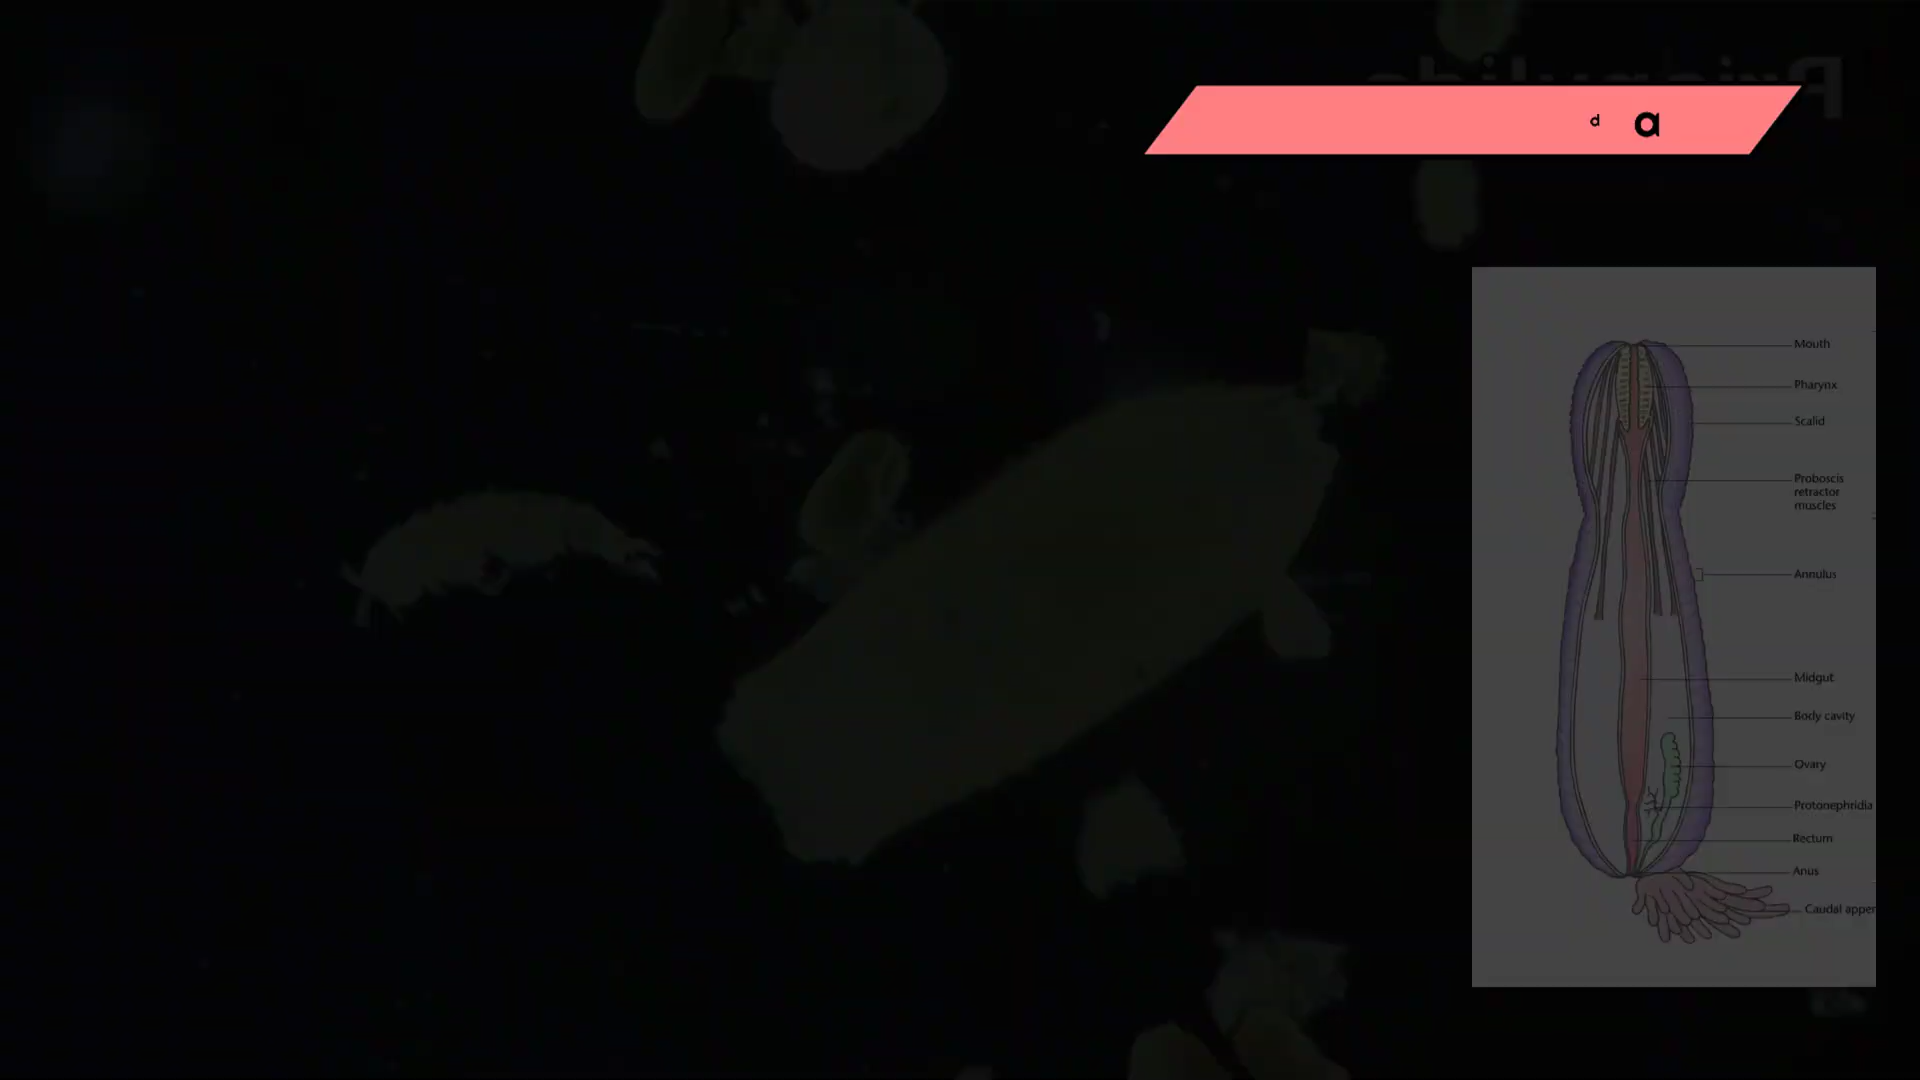 d a
Mouth
Pharynx
Scalid
Proboscis
retractor
muscles
Annulus
Midgut
Body cavity
Ovary
Protonephridia
Rectum
Anus
Caudal apper